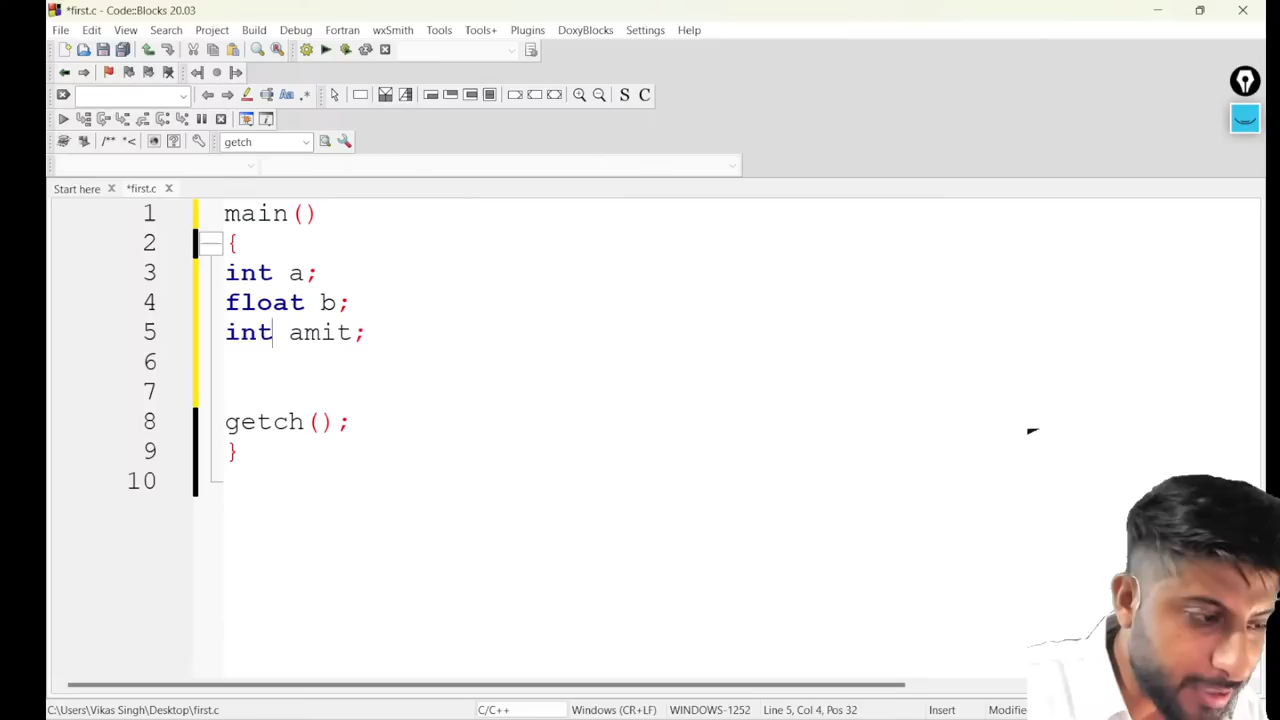 *first.c - Code::Blocks 20.03
File Edit View Search Project Build Debug Fortran wxSmith Tools Tools+ Plugins DoxyBlocks Settings Help
S C
/** *<
getch
Start here *first.c
1 main()
2 {
3 int a;
4 float b;
5 int amit;
6
7
8 getch();
9 }
10
C:\Users\Vikas Singh\Desktop\first.c C/C++ Windows (CR+LF) WINDOWS-1252 Line 5, Col 4, Pos 32 Insert Modifie